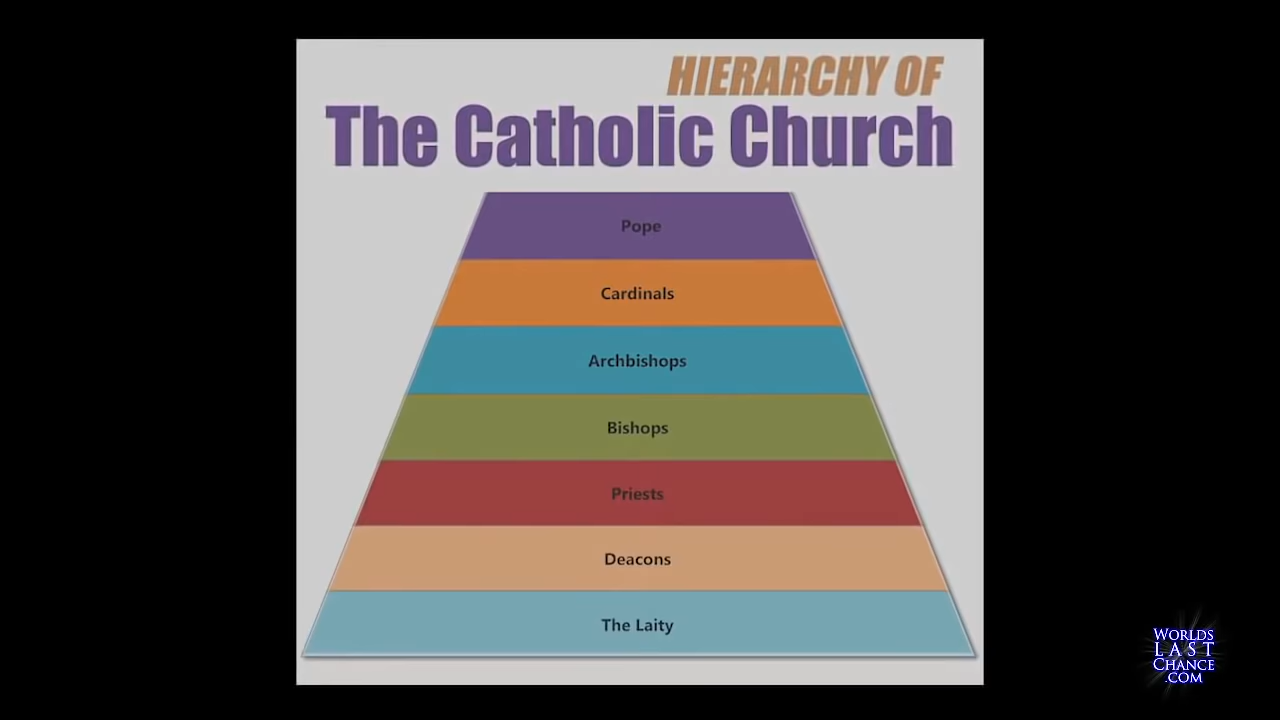 HIERARCHY OF
The Catholic Church
Pope
Cardinals
Archbishops
Bishops
Priests
Deacons
The Laity
WORLDS
LAST
CHANCE
.COM